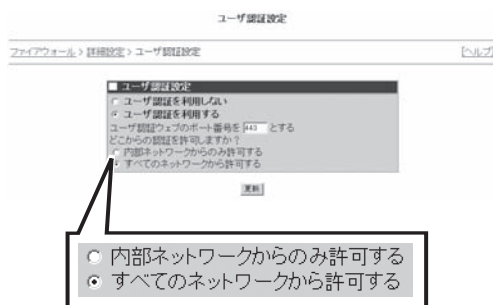 ユーザ認証設定
ファイアウォール > 詳細設定 > ユーザ認証設定 [ヘルプ]
■ ユーザ認証設定
ユーザ認証を利用しない
ユーザ認証を利用する
ユーザ認証ウェブのポート番号を 443 とする
どこからの認証を許可しますか?
内部ネットワークからのみ許可する
すべてのネットワークから許可する
更新
内部ネットワークからのみ許可する
すべてのネットワークから許可する